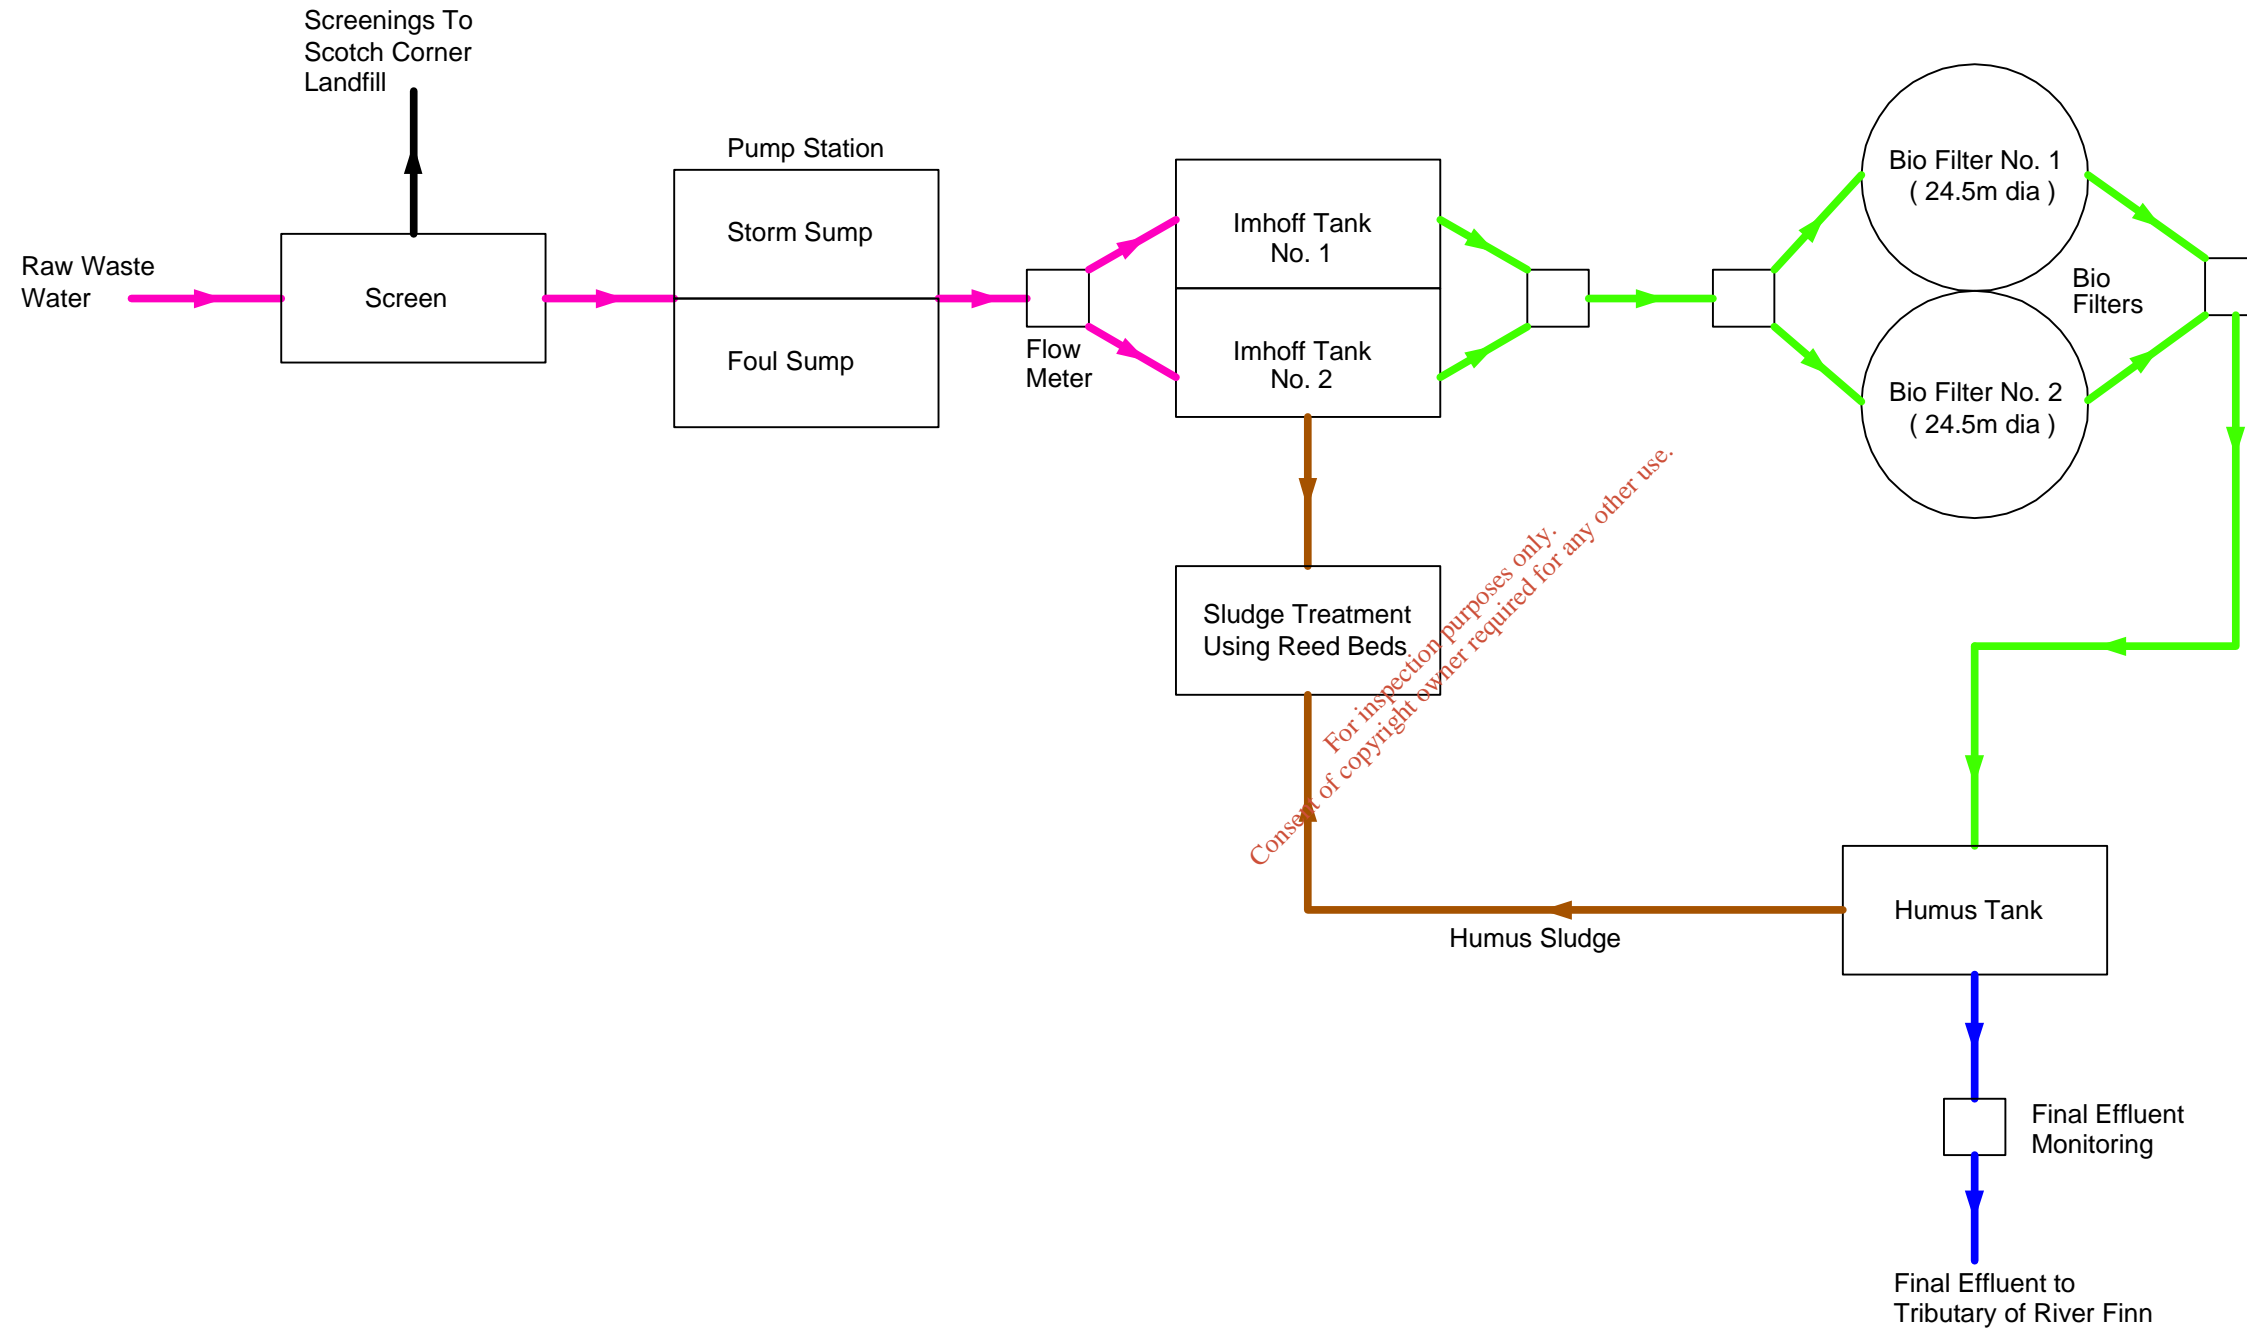 Screenings To
Scotch Corner
Landfill
Raw Waste
Water
Screen
Pump Station
Storm Sump
Foul Sump
Flow
Meter
Imhoff Tank
No. 1
Imhoff Tank
No. 2
Bio Filter No. 1
( 24.5m dia )
Bio
Filters
Bio Filter No. 2
( 24.5m dia )
Sludge Treatment
Using Reed Beds
For inspection purposes only.
Consent of copyright owner required for any other use.
Humus Tank
Humus Sludge
Final Effluent
Monitoring
Final Effluent to
Tributary of River Finn